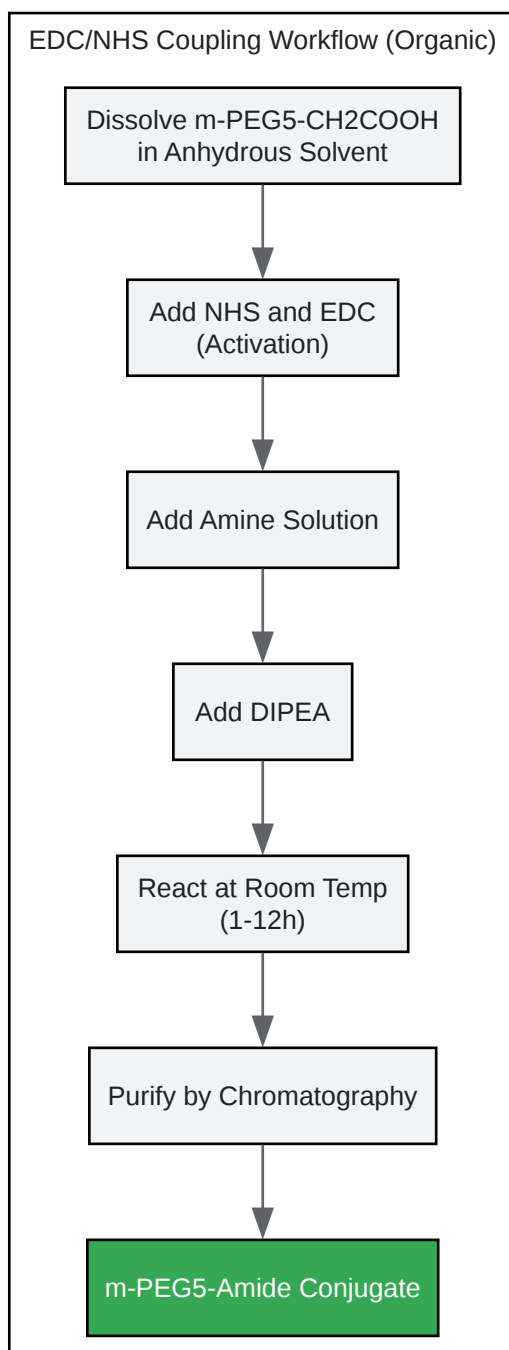 EDC/NHS Coupling Workflow (Organic)
Dissolve m-PEG5-CH2COOH
in Anhydrous Solvent
Add NHS and EDC
(Activation)
Add Amine Solution
Add DIPEA
React at Room Temp
(1-12h)
Purify by Chromatography
m-PEG5-Amide Conjugate